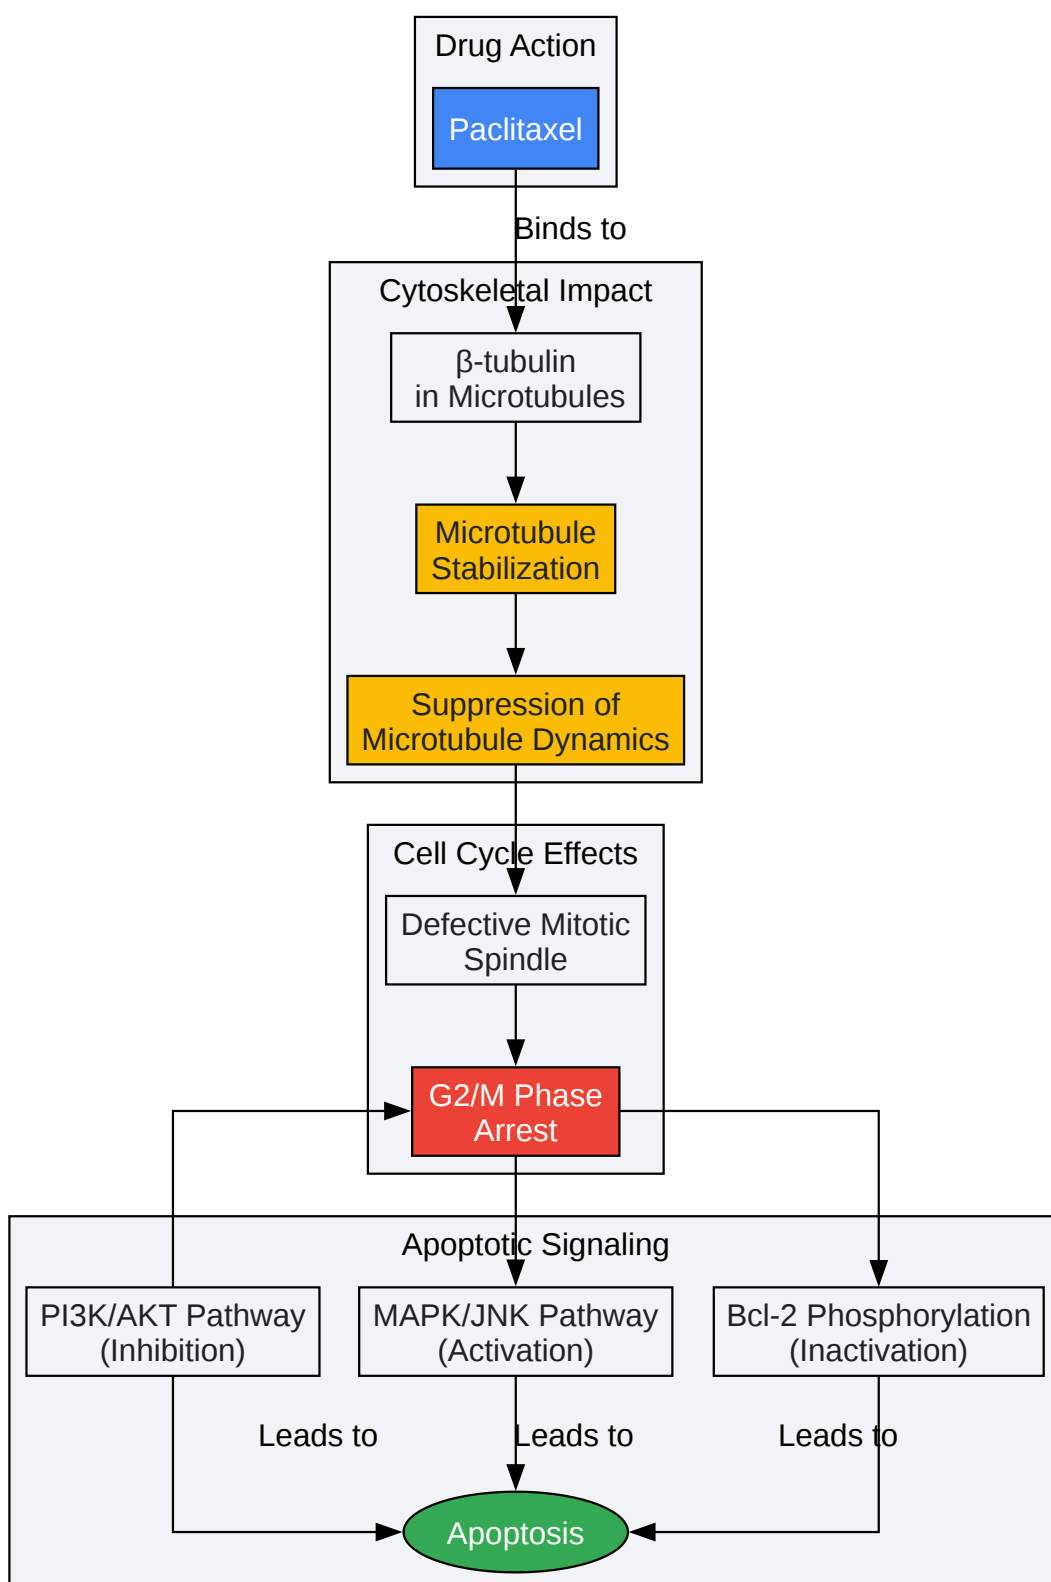 Drug Action
Paclitaxel
Binds to
Cytoskeletal Impact
β-tubulin
in Microtubules
Microtubule
Stabilization
Suppression of
Microtubule Dynamics
Cell Cycle Effects
Defective Mitotic
Spindle
G2/M Phase
Arrest
Apoptotic Signaling
PI3K/AKT Pathway
(Inhibition)
MAPK/JNK Pathway
(Activation)
Bcl-2 Phosphorylation
(Inactivation)
Leads to
Leads to
Leads to
Apoptosis